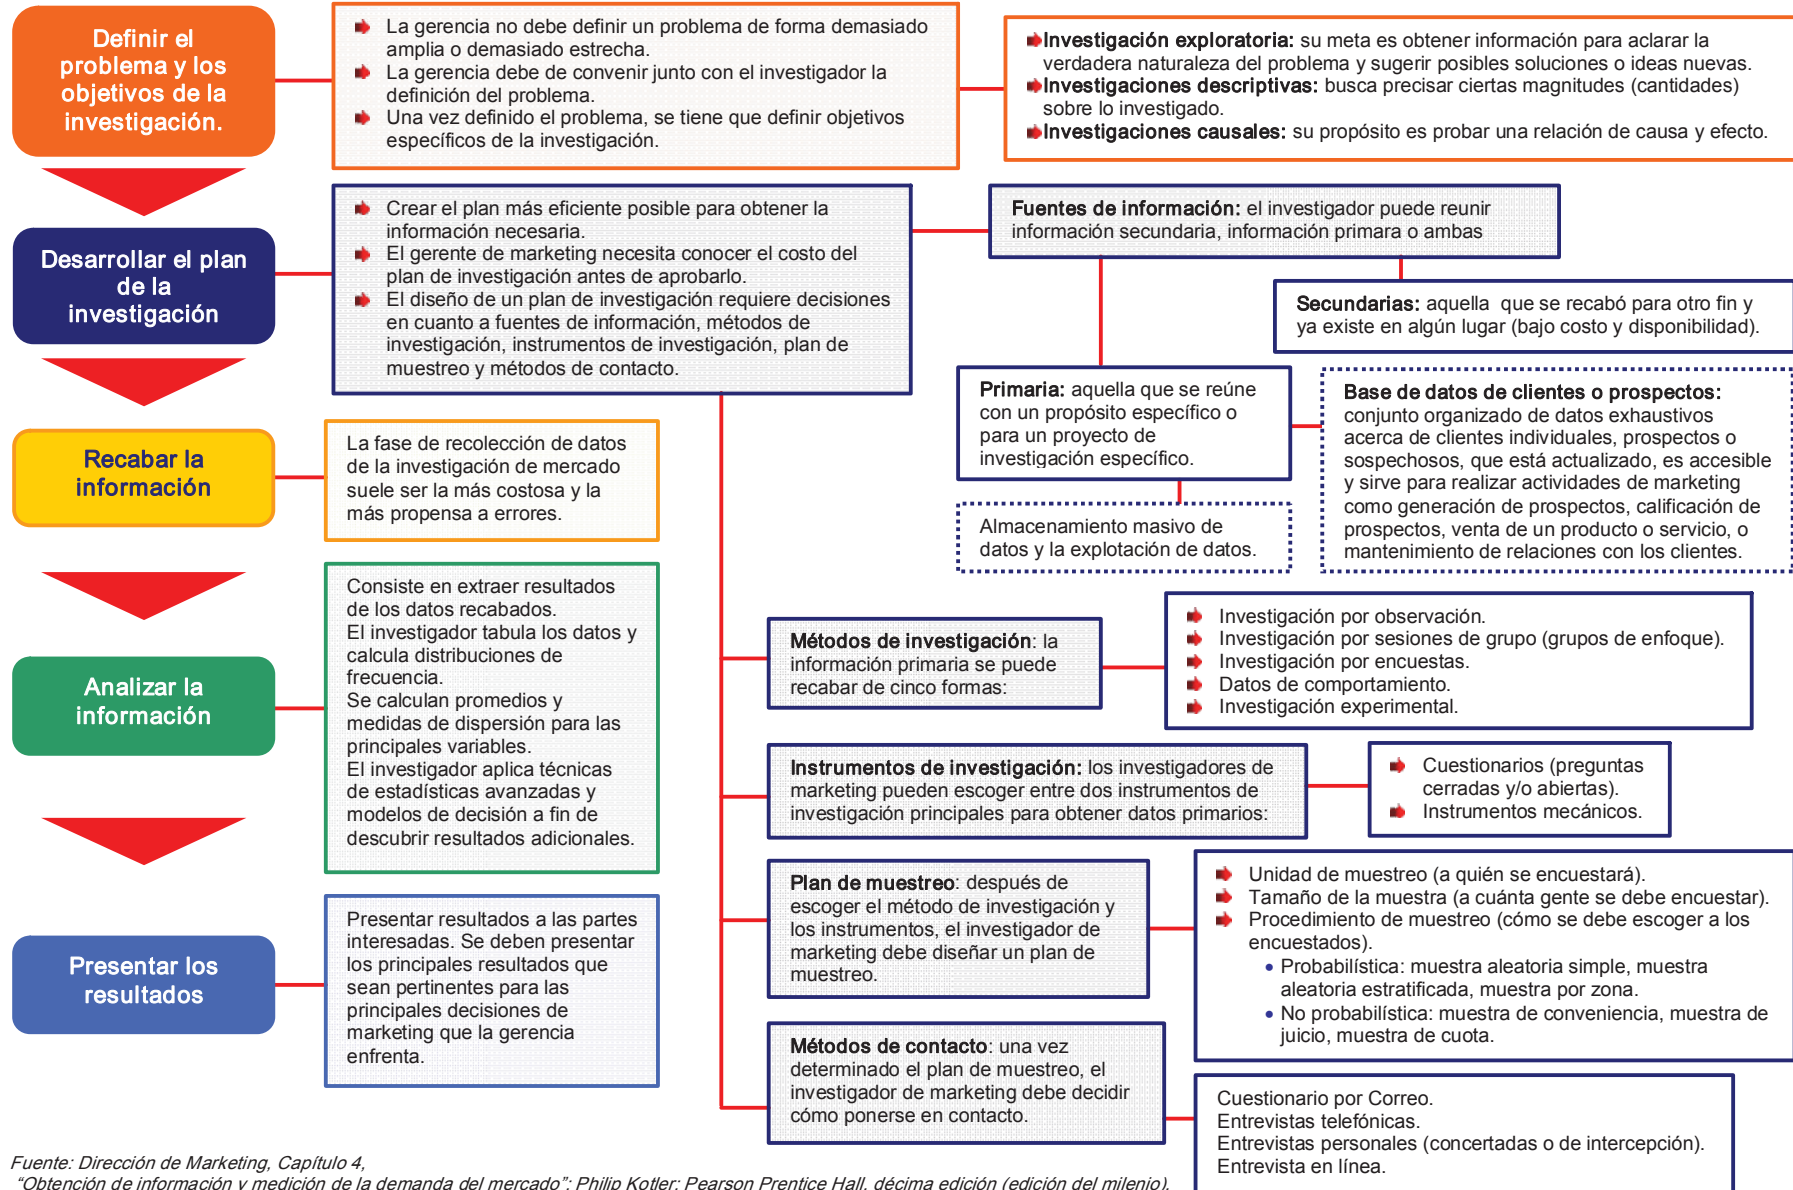 Definir el
problema y los
objetivos de la
investigación.
La gerencia no debe definir un problema de forma demasiado
amplia o demasiado estrecha.
La gerencia debe de convenir junto con el investigador la
definición del problema.
Una vez definido el problema, se tiene que definir objetivos
específicos de la investigación.
Investigación exploratoria: su meta es obtener información para aclarar la
verdadera naturaleza del problema y sugerir posibles soluciones o ideas nuevas.
Investigaciones descriptivas: busca precisar ciertas magnitudes (cantidades)
sobre lo investigado.
Investigaciones causales: su propósito es probar una relación de causa y efecto.
Desarrollar el plan
de la
investigación
Crear el plan más eficiente posible para obtener la
información necesaria.
El gerente de marketing necesita conocer el costo del
plan de investigación antes de aprobarlo.
El diseño de un plan de investigación requiere decisiones
en cuanto a fuentes de información, métodos de
investigación, instrumentos de investigación, plan de
muestreo y métodos de contacto.
Fuentes de información: el investigador puede reunir
información secundaria, información primara o ambas
Secundarias: aquella que se recabó para otro fin y
ya existe en algún lugar (bajo costo y disponibilidad).
Primaria: aquella que se reúne
con un propósito específico o
para un proyecto de
investigación específico.
Base de datos de clientes o prospectos:
conjunto organizado de datos exhaustivos
acerca de clientes individuales, prospectos o
sospechosos, que está actualizado, es accesible
y sirve para realizar actividades de marketing
como generación de prospectos, calificación de
prospectos, venta de un producto o servicio, o
mantenimiento de relaciones con los clientes.
Almacenamiento masivo de
datos y la explotación de datos.
Recabar la
información
La fase de recolección de datos
de la investigación de mercado
suele ser la más costosa y la
más propensa a errores.
Analizar la
información
Consiste en extraer resultados
de los datos recabados.
El investigador tabula los datos y
calcula distribuciones de
frecuencia.
Se calculan promedios y
medidas de dispersión para las
principales variables.
El investigador aplica técnicas
de estadísticas avanzadas y
modelos de decisión a fin de
descubrir resultados adicionales.
Métodos de investigación: la
información primaria se puede
recabar de cinco formas:
Investigación por observación.
Investigación por sesiones de grupo (grupos de enfoque).
Investigación por encuestas.
Datos de comportamiento.
Investigación experimental.
Instrumentos de investigación: los investigadores de
marketing pueden escoger entre dos instrumentos de
investigación principales para obtener datos primarios:
Cuestionarios (preguntas
cerradas y/o abiertas).
Instrumentos mecánicos.
Plan de muestreo: después de
escoger el método de investigación y
los instrumentos, el investigador de
marketing debe diseñar un plan de
muestreo.
Unidad de muestreo (a quién se encuestará).
Tamaño de la muestra (a cuánta gente se debe encuestar).
Procedimiento de muestreo (cómo se debe escoger a los
encuestados).
• Probabilística: muestra aleatoria simple, muestra
aleatoria estratificada, muestra por zona.
• No probabilística: muestra de conveniencia, muestra de
juicio, muestra de cuota.
Presentar los
resultados
Presentar resultados a las partes
interesadas. Se deben presentar
los principales resultados que
sean pertinentes para las
principales decisiones de
marketing que la gerencia
enfrenta.
Métodos de contacto: una vez
determinado el plan de muestreo, el
investigador de marketing debe decidir
cómo ponerse en contacto.
Cuestionario por Correo.
Entrevistas telefónicas.
Entrevistas personales (concertadas o de intercepción).
Entrevista en línea.
Fuente: Dirección de Marketing, Capítulo 4,
"Obtención de información y medición de la demanda del mercado"; Philip Kotler; Pearson Prentice Hall, décima edición (edición del milenio).